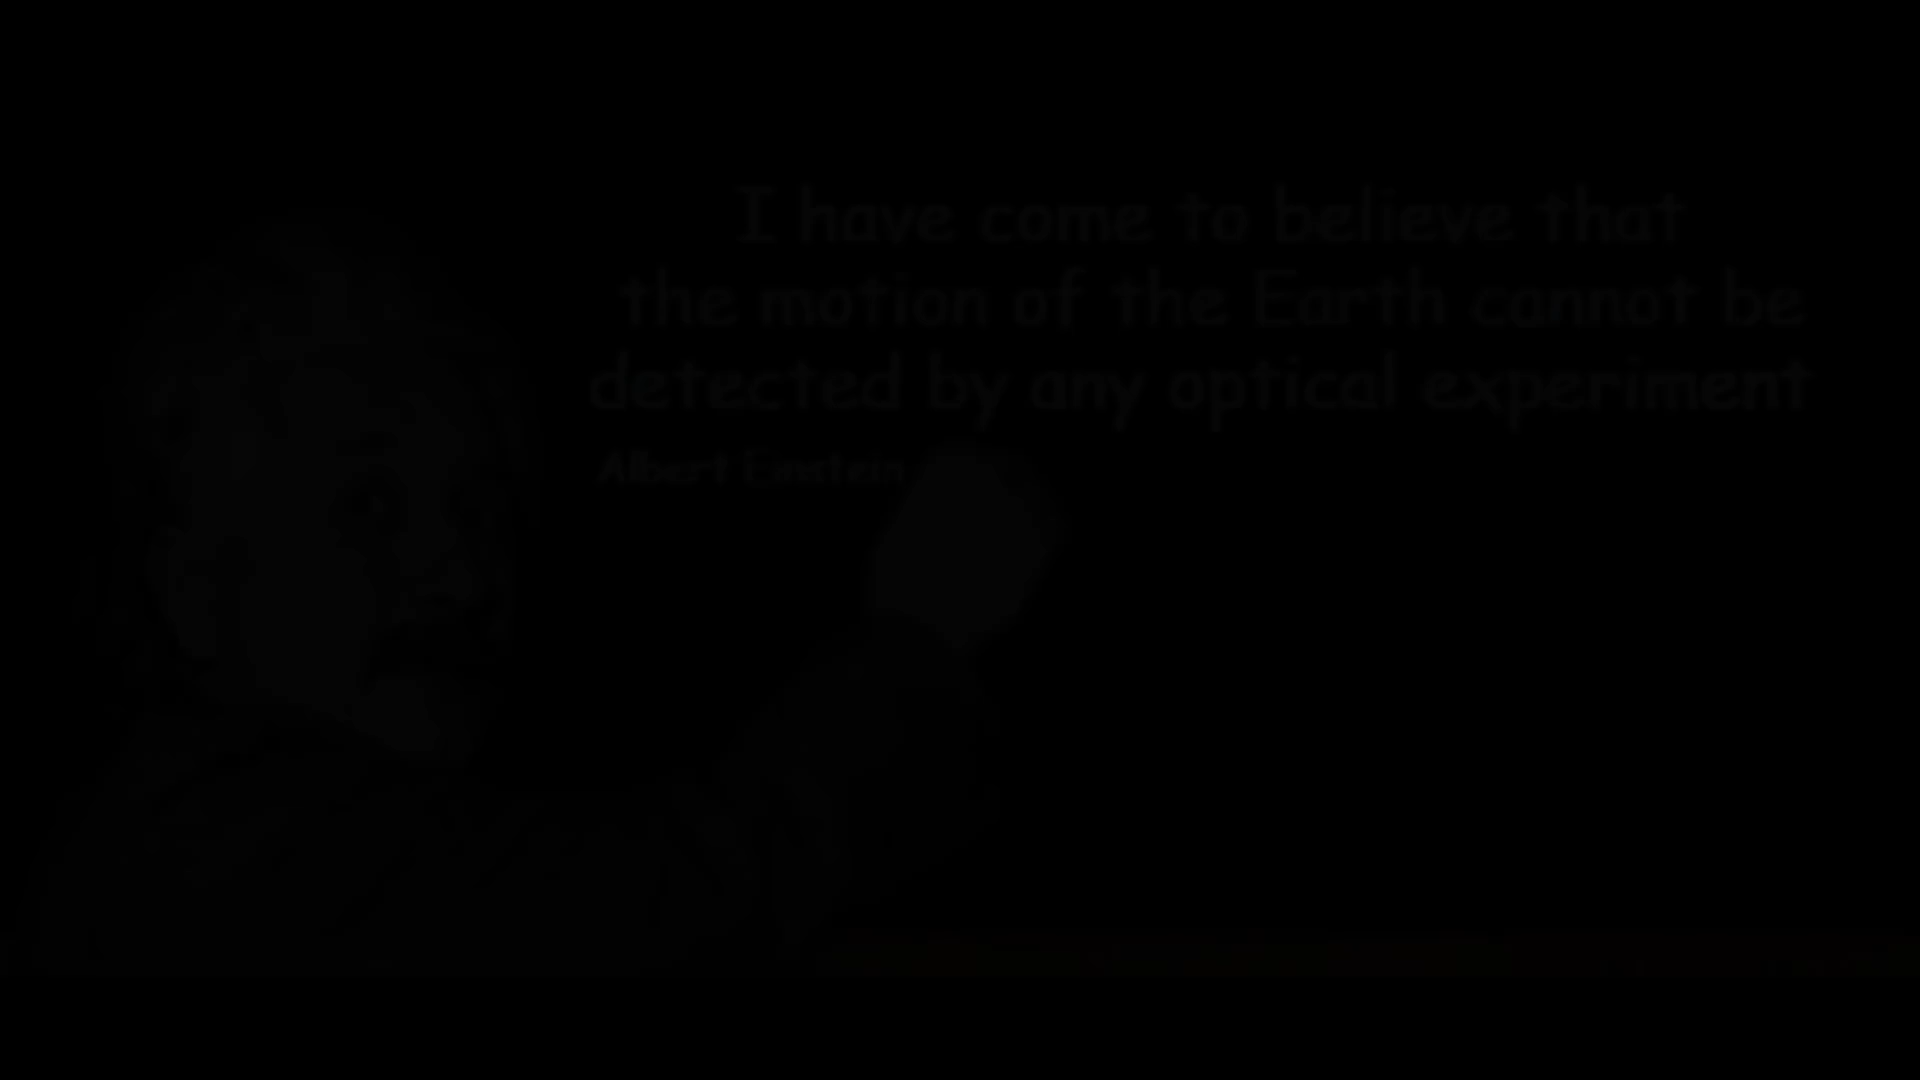 I have come to believe that
the motion of the Earth cannot be
detected by any optical experiment
Albert Einstein